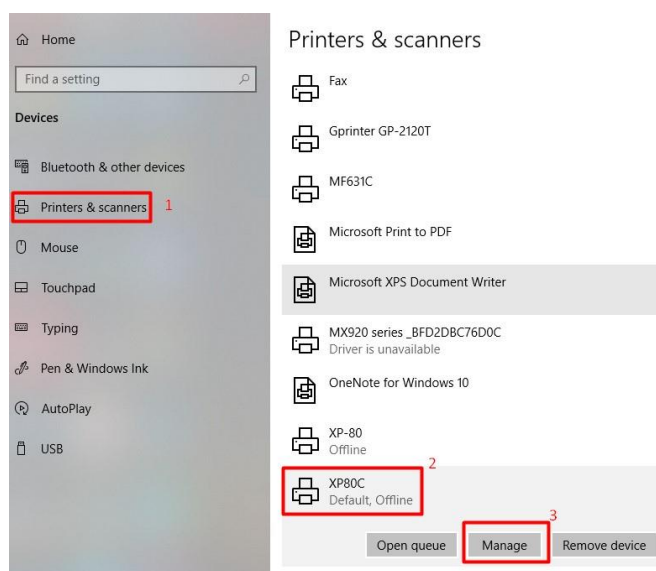 Home
Find a setting
Devices
Bluetooth & other devices
Printers & scanners 1
Mouse
Touchpad
Typing
Pen & Windows Ink
AutoPlay
USB
Printers & scanners
Fax
Gprinter GP-2120T
MF631C
Microsoft Print to PDF
Microsoft XPS Document Writer
MX920 series _BFD2DBC76D0C
Driver is unavailable
OneNote for Windows 10
XP-80
Offline
2
XP80C
Default, Offline
3
Open queue Manage Remove device